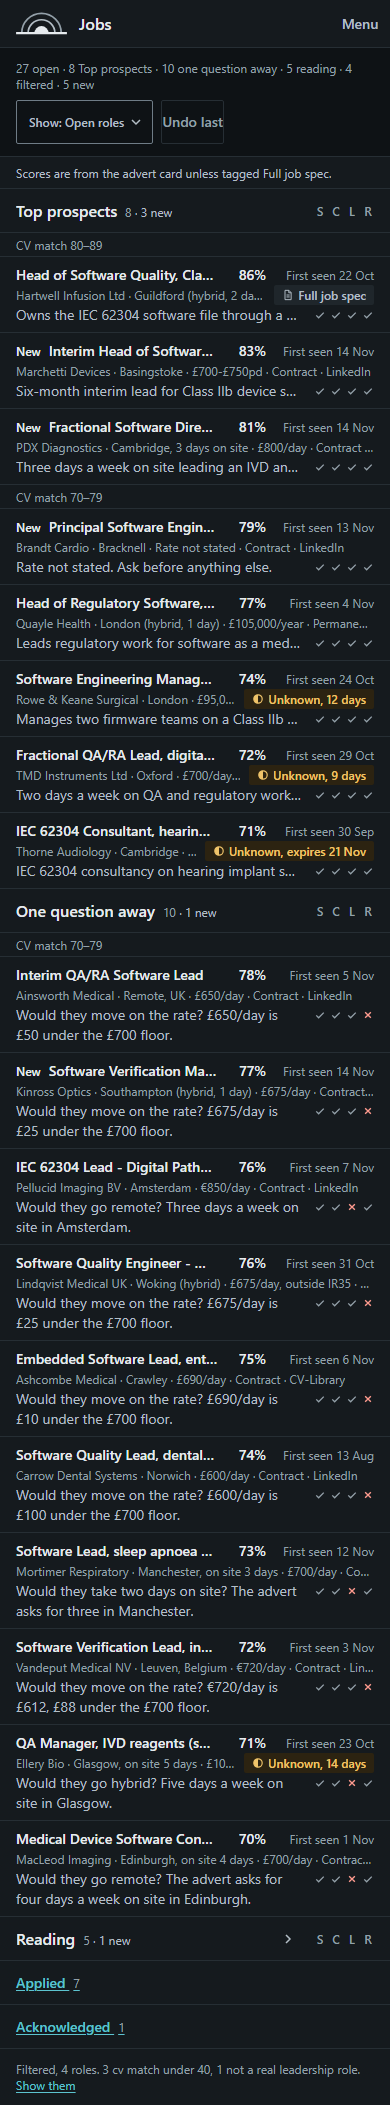 Jobs
Menu
27 open · 8 Top prospects · 10 one question away · 5 reading · 4
filtered · 5 new
Show: Open roles
Undo last
Scores are from the advert card unless tagged Full job spec.
Top prospects 8 · 3 new S C L R
CV match 80–89
Head of Software Quality, Cla... 86% First seen 22 Oct
Hartwell Infusion Ltd · Guildford (hybrid, 2 da... Full job spec
Owns the IEC 62304 software file through a ...
New Interim Head of Softwar... 83% First seen 14 Nov
Marchetti Devices · Basingstoke · £700-£750pd · Contract · LinkedIn
Six-month interim lead for Class IIb device s...
New Fractional Software Dire... 81% First seen 14 Nov
PDX Diagnostics · Cambridge, 3 days on site · £800/day · Contract ...
Three days a week on site leading an IVD an...
CV match 70–79
New Principal Software Engin... 79% First seen 13 Nov
Brandt Cardio · Bracknell · Rate not stated · Contract · LinkedIn
Rate not stated. Ask before anything else.
Head of Regulatory Software,... 77% First seen 4 Nov
Quayle Health · London (hybrid, 1 day) · £105,000/year · Permane...
Leads regulatory work for software as a med...
Software Engineering Manag... 74% First seen 24 Oct
Rowe & Keane Surgical · London · £95,0... Unknown, 12 days
Manages two firmware teams on a Class IIb ...
Fractional QA/RA Lead, digita... 72% First seen 29 Oct
TMD Instruments Ltd · Oxford · £700/day... Unknown, 9 days
Two days a week on QA and regulatory work...
IEC 62304 Consultant, hearin... 71% First seen 30 Sep
Thorne Audiology · Cambridge · ... Unknown, expires 21 Nov
IEC 62304 consultancy on hearing implant s...
One question away 10 · 1 new S C L R
CV match 70–79
Interim QA/RA Software Lead 78% First seen 5 Nov
Ainsworth Medical · Remote, UK · £650/day · Contract · LinkedIn
Would they move on the rate? £650/day is
£50 under the £700 floor.
New Software Verification Ma... 77% First seen 14 Nov
Kinross Optics · Southampton (hybrid, 1 day) · £675/day · Contract...
Would they move on the rate? £675/day is
£25 under the £700 floor.
IEC 62304 Lead - Digital Path... 76% First seen 7 Nov
Pellucid Imaging BV · Amsterdam · €850/day · Contract · LinkedIn
Would they go remote? Three days a week on
site in Amsterdam.
Software Quality Engineer - ... 76% First seen 31 Oct
Lindqvist Medical UK · Woking (hybrid) · £675/day, outside IR35 · ...
Would they move on the rate? £675/day is
£25 under the £700 floor.
Embedded Software Lead, ent... 75% First seen 6 Nov
Ashcombe Medical · Crawley · £690/day · Contract · CV-Library
Would they move on the rate? £690/day is
£10 under the £700 floor.
Software Quality Lead, dental... 74% First seen 13 Aug
Carrow Dental Systems · Norwich · £600/day · Contract · LinkedIn
Would they move on the rate? £600/day is
£100 under the £700 floor.
Software Lead, sleep apnoea ... 73% First seen 12 Nov
Mortimer Respiratory · Manchester, on site 3 days · £700/day · Co...
Would they take two days on site? The advert
asks for three in Manchester.
Software Verification Lead, in... 72% First seen 3 Nov
Vandeput Medical NV · Leuven, Belgium · €720/day · Contract · Lin...
Would they move on the rate? €720/day is
£612, £88 under the £700 floor.
QA Manager, IVD reagents (s... 71% First seen 23 Oct
Ellery Bio · Glasgow, on site 5 days · £10... Unknown, 14 days
Would they go hybrid? Five days a week on
site in Glasgow.
Medical Device Software Con... 70% First seen 1 Nov
MacLeod Imaging · Edinburgh, on site 4 days · £700/day · Contrac...
Would they go remote? The advert asks for
four days a week on site in Edinburgh.
Reading 5 · 1 new S C L R
Applied 7
Acknowledged 1
Filtered, 4 roles. 3 cv match under 40, 1 not a real leadership role.
Show them